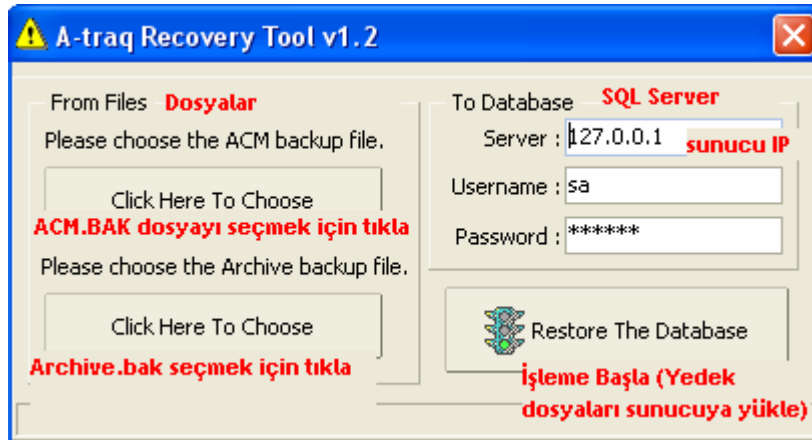 A-traq Recovery Tool v1.2
From Files Dosyalar
Please choose the ACM backup file.
Click Here To Choose
ACM.BAK dosyayı seçmek için tıkla
Please choose the Archive backup file.
Click Here To Choose
Archive.bak seçmek için tıkla
To Database SQL Server
Server : 127.0.0.1 sunucu IP
Username : sa
Password : ******
Restore The Database
İşleme Başla (Yedek
dosyaları sunucuya yükle)